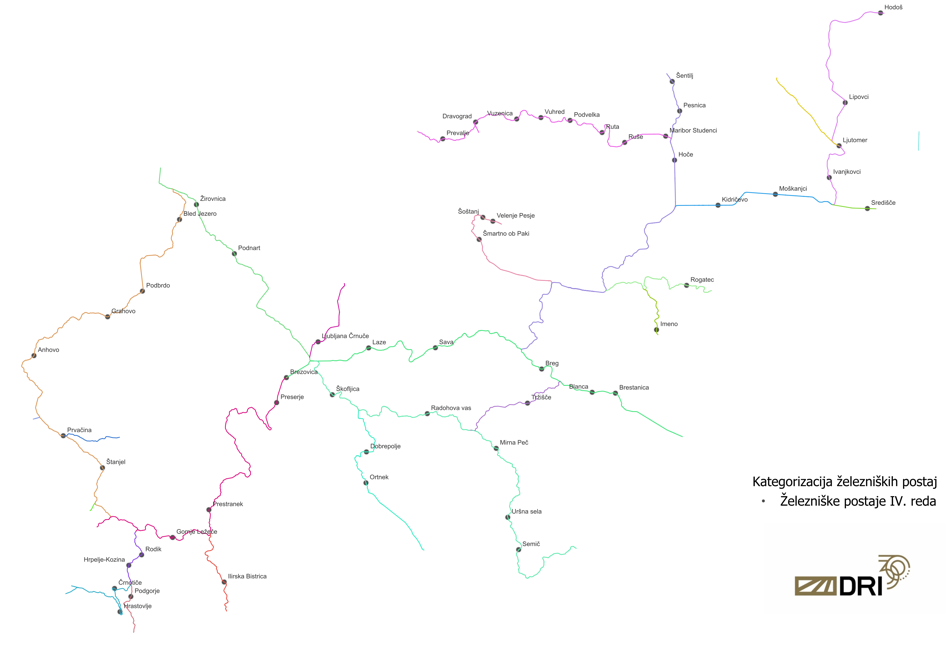 Hodoš
Šentilj
Lipovci
Pesnica
Dravograd
Vuzenica
Vuhred
Podvelka
Ruta
Maribor Studenci
Prevalje
Ruše
Ljutomer
Hoče
Ivanjkovci
Moškanjci
Žirovnica
Kidričevo
Središče
Bled Jezero
Šoštanj
Velenje Pesje
Šmartno ob Paki
Podnart
Rogatec
Podbrdo
Grahovo
Imeno
Ljubljana Črnuče
Laze
Sava
Anhovo
Breg
Brezovica
Škofljica
Blanca
Brestanica
Preserje
Tržišče
Radohova vas
Prvačina
Mirna Peč
Dobrepolje
Štanjel
Ortnek
Kategorizacija železniških postaj
• Železniške postaje IV. reda
Prestranek
Uršna sela
Gornje Ležeče
Rodik
Semič
Hrpelje-Kozina
Ilirska Bistrica
Črnotiče
Podgorje
Hrastovlje
DRI